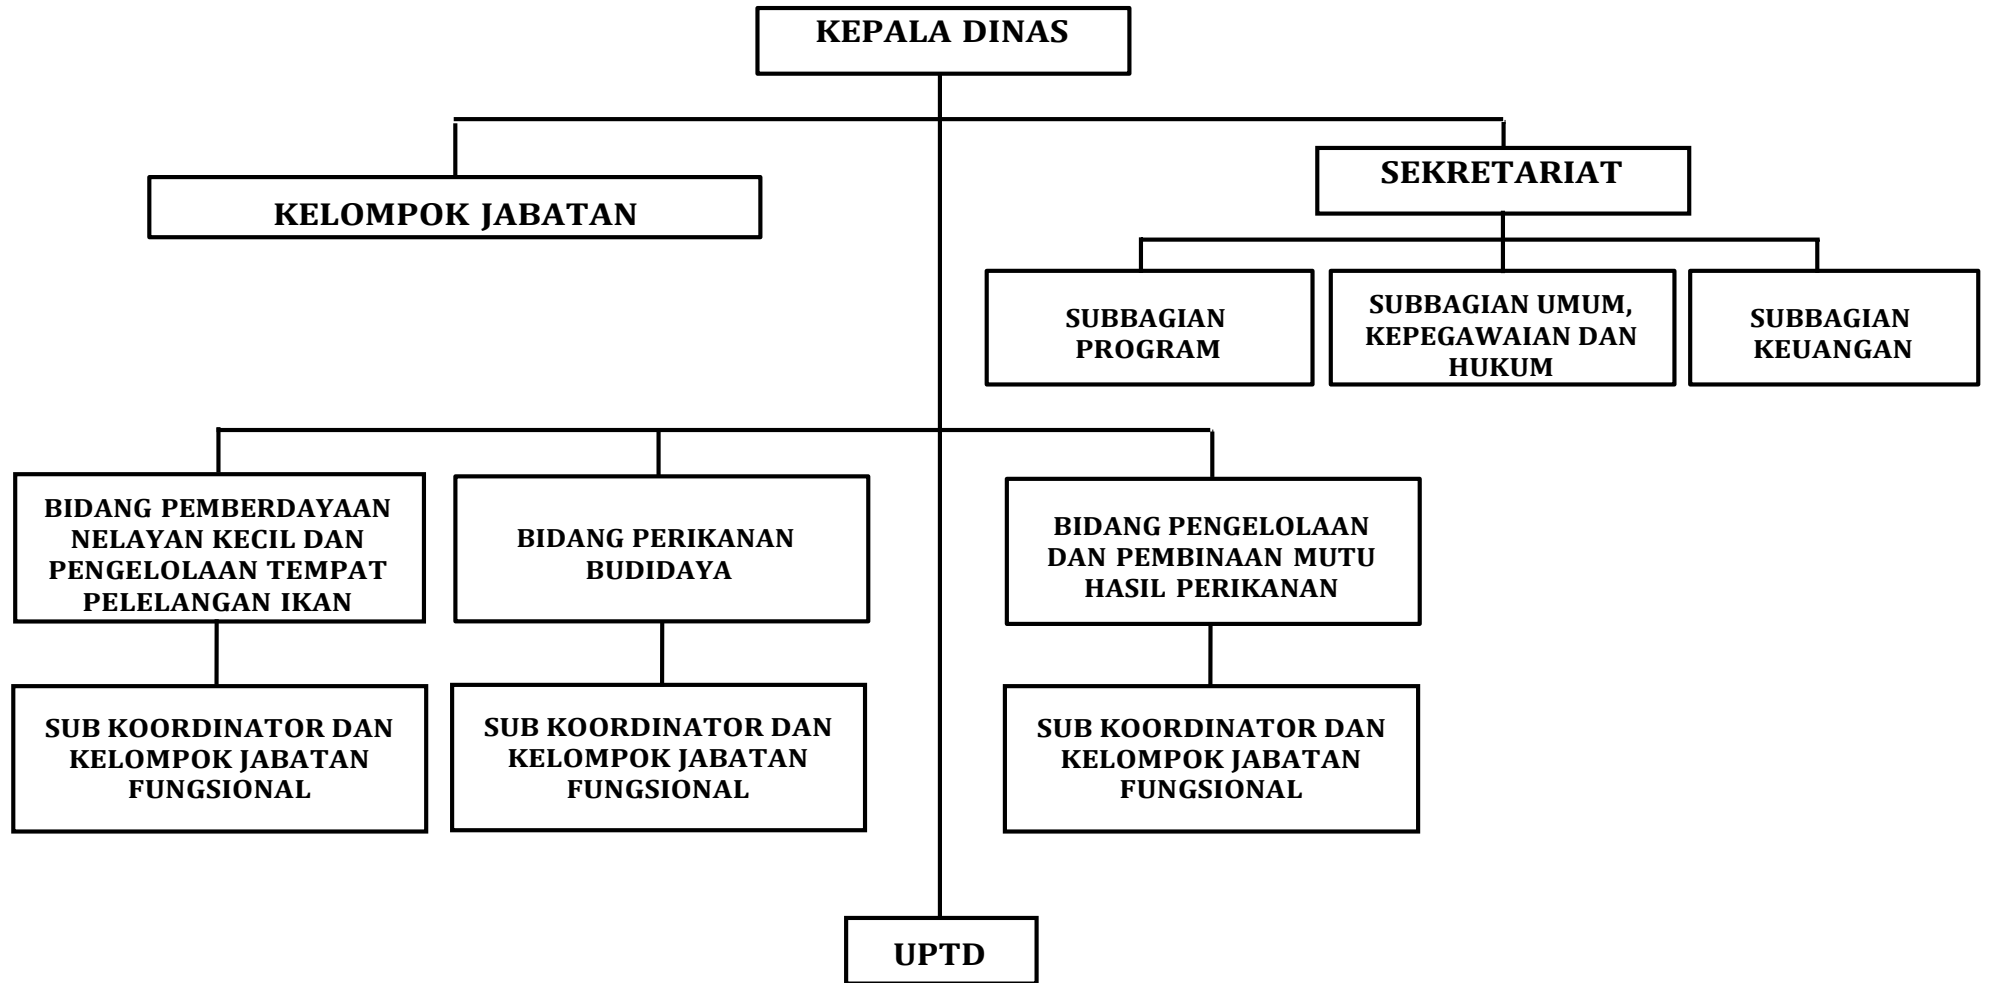 KEPALA DINAS
SEKRETARIAT
KELOMPOK JABATAN
SUBBAGIAN
PROGRAM
SUBBAGIAN UMUM,
KEPEGAWAIAN DAN
HUKUM
SUBBAGIAN
KEUANGAN
BIDANG PEMBERDAYAAN
NELAYAN KECIL DAN
PENGELOLAAN TEMPAT
PELELANGAN IKAN
BIDANG PERIKANAN
BUDIDAYA
BIDANG PENGELOLAAN
DAN PEMBINAAN MUTU
HASIL PERIKANAN
SUB KOORDINATOR DAN
KELOMPOK JABATAN
FUNGSIONAL
SUB KOORDINATOR DAN
KELOMPOK JABATAN
FUNGSIONAL
SUB KOORDINATOR DAN
KELOMPOK JABATAN
FUNGSIONAL
UPTD